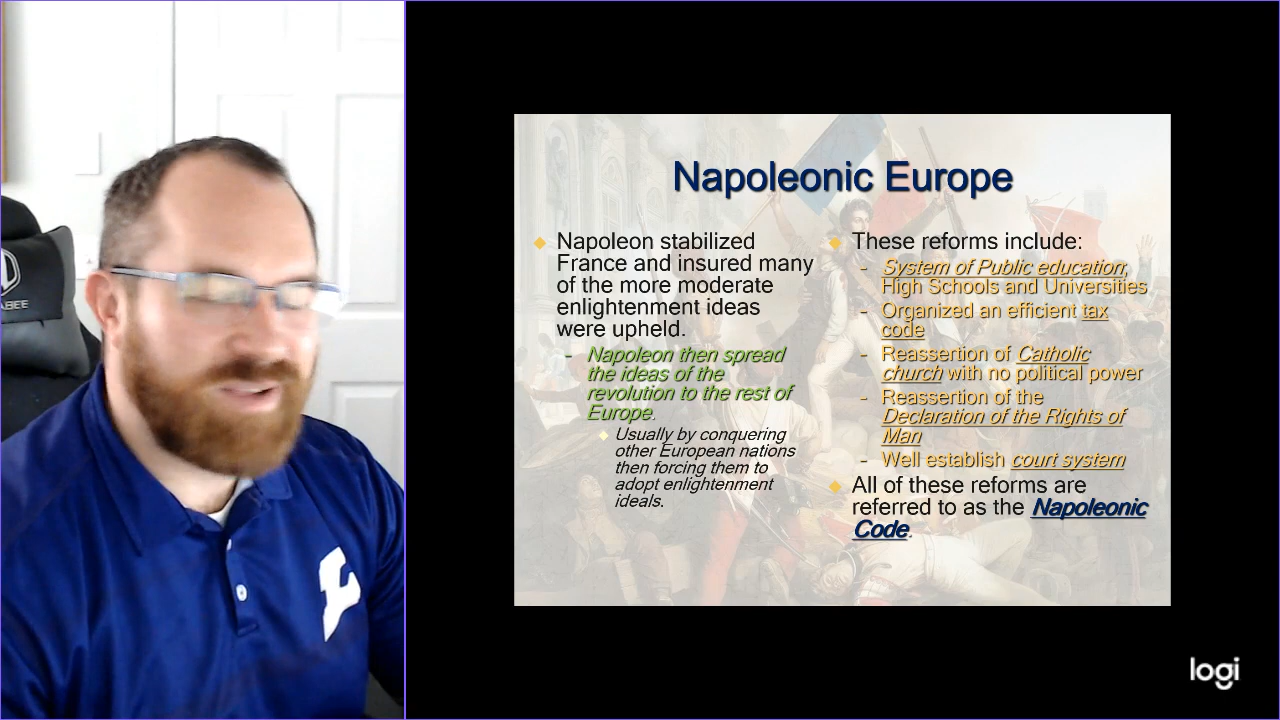 Napoleonic Europe
Napoleon stabilized
France and insured many
of the more moderate
enlightenment ideas
were upheld.
- Napoleon then spread
the ideas of the
revolution to the rest of
Europe.
Usually by conquering
other European nations
then forcing them to
adopt enlightenment
ideals.
These reforms include:
- System of Public education;
High Schools and Universities
- Organized an efficient tax
code
- Reassertion of Catholic
church with no political power
- Reassertion of the
Declaration of the Rights of
Man
- Well establish court system
All of these reforms are
referred to as the Napoleonic
Code.
logi